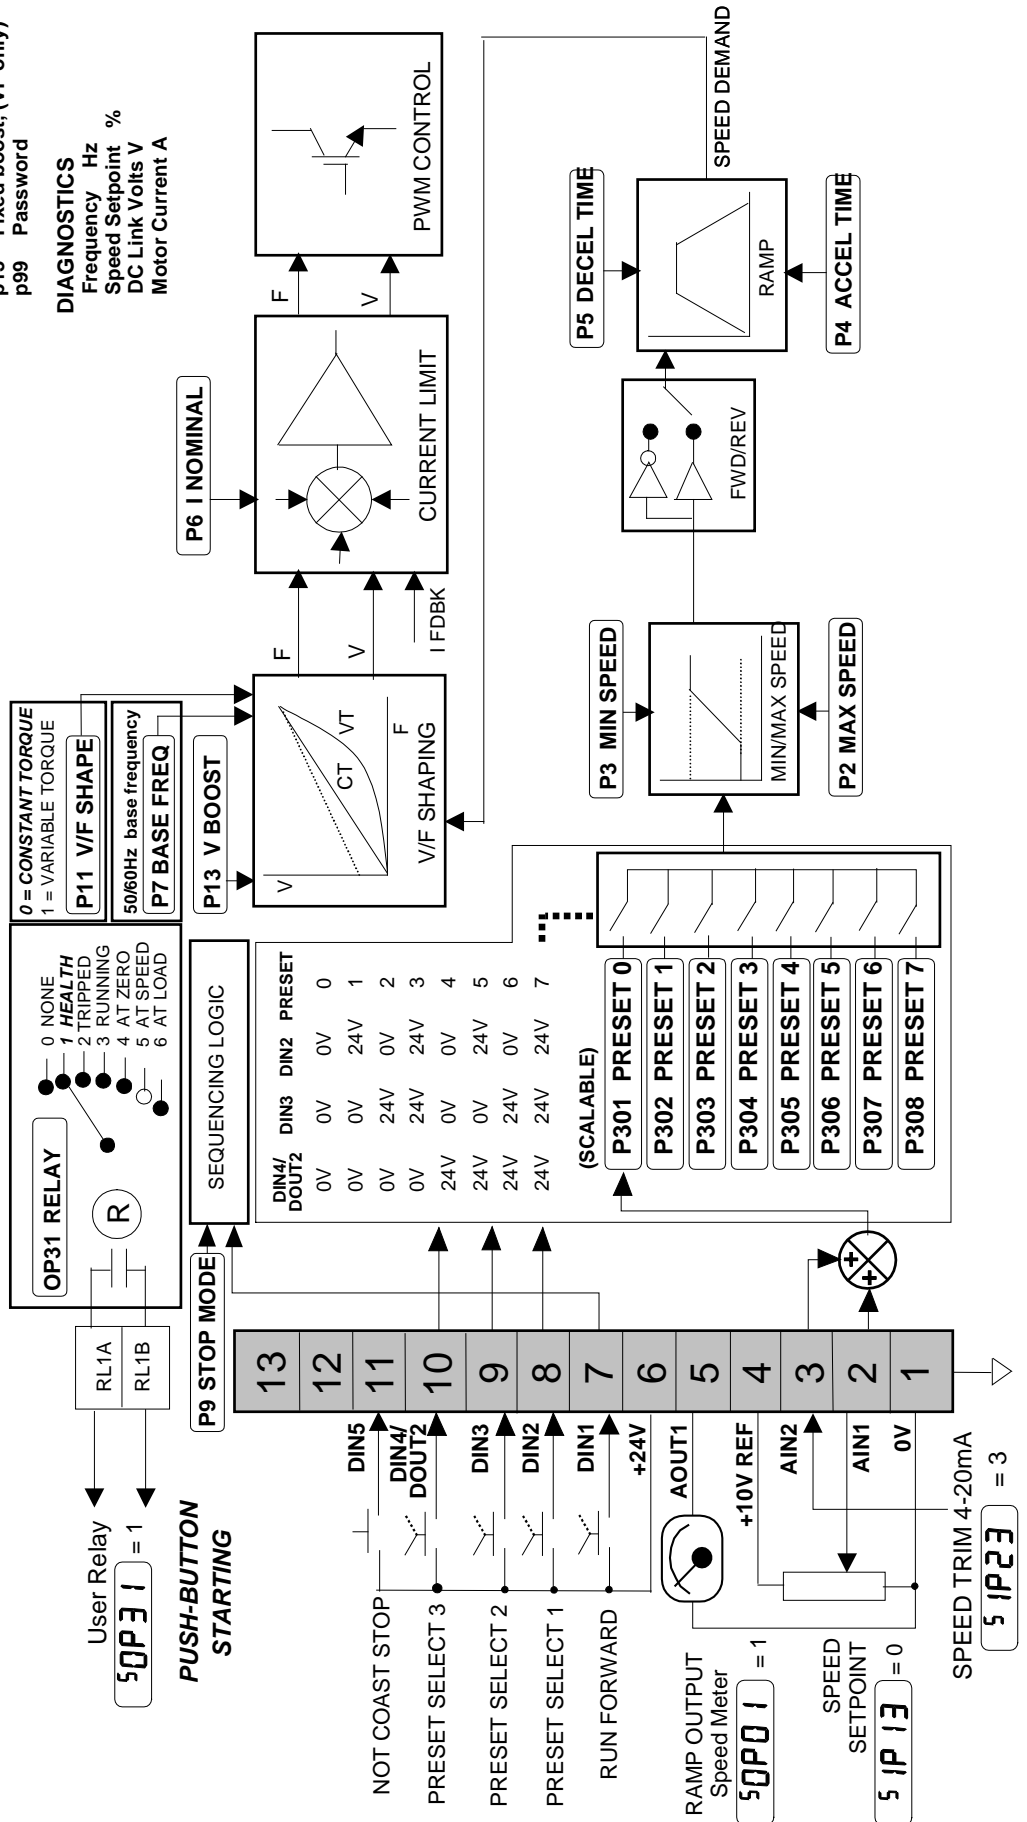 p99 Password
DIAGNOSTICS
Frequency Hz
Speed Setpoint %
DC Link Volts V
Motor Current A
0 = CONSTANT TORQUE
1 = VARIABLE TORQUE
P11 V/F SHAPE
50/60Hz base frequency
P7 BASE FREQ
P13 V BOOST
P6 I NOMINAL
V
CT
VT
F
V/F SHAPING
F
V
I FDBK
CURRENT LIMIT
F
V
PWM CONTROL
OP31 RELAY
R
0 NONE
1 HEALTH
2 TRIPPED
3 RUNNING
4 AT ZERO
5 AT SPEED
6 AT LOAD
RL1A
RL1B
User Relay
SOP31 = 1
PUSH-BUTTON
STARTING
P9 STOP MODE
SEQUENCING LOGIC
DIN4/
DOUT2 DIN3 DIN2 PRESET
0V 0V 0V 0
0V 0V 24V 1
0V 24V 0V 2
0V 24V 24V 3
24V 0V 0V 4
24V 0V 24V 5
24V 24V 0V 6
24V 24V 24V 7
(SCALABLE)
P301 PRESET 0
P302 PRESET 1
P303 PRESET 2
P304 PRESET 3
P305 PRESET 4
P306 PRESET 5
P307 PRESET 6
P308 PRESET 7
P3 MIN SPEED
MIN/MAX SPEED
P2 MAX SPEED
FWD/REV
P5 DECEL TIME
RAMP
P4 ACCEL TIME
SPEED DEMAND
13
12
11
10
9
8
7
6
5
4
3
2
1
DIN5
DIN4/
DOUT2
DIN3
DIN2
DIN1
+24V
AOUT1
+10V REF
AIN2
AIN1
0V
NOT COAST STOP
PRESET SELECT 3
PRESET SELECT 2
PRESET SELECT 1
RUN FORWARD
RAMP OUTPUT
Speed Meter
SOP01 = 1
SPEED
SETPOINT
SIP13 = 0
SPEED TRIM 4-20mA
SIP23 = 3
+
+